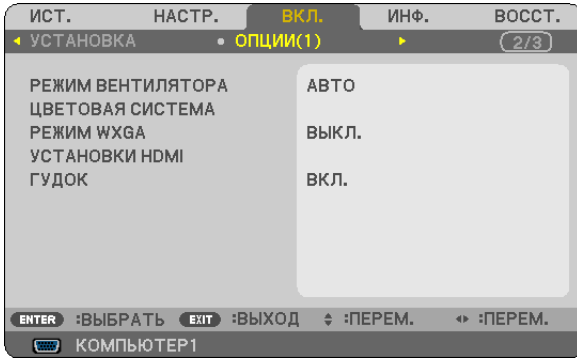 ИСТ. НАСТР. ВКЛ. ИНФ. ВОССТ.
УСТАНОВКА • ОПЦИИ(1) 2/3
РЕЖИМ ВЕНТИЛЯТОРА АВТО
ЦВЕТОВАЯ СИСТЕМА
РЕЖИМ WXGA ВЫКЛ.
УСТАНОВКИ HDMI
ГУДОК ВКЛ.
ENTER :ВЫБРАТЬ EXIT :ВЫХОД :ПЕРЕМ. :ПЕРЕМ.
КОМПЬЮТЕР1